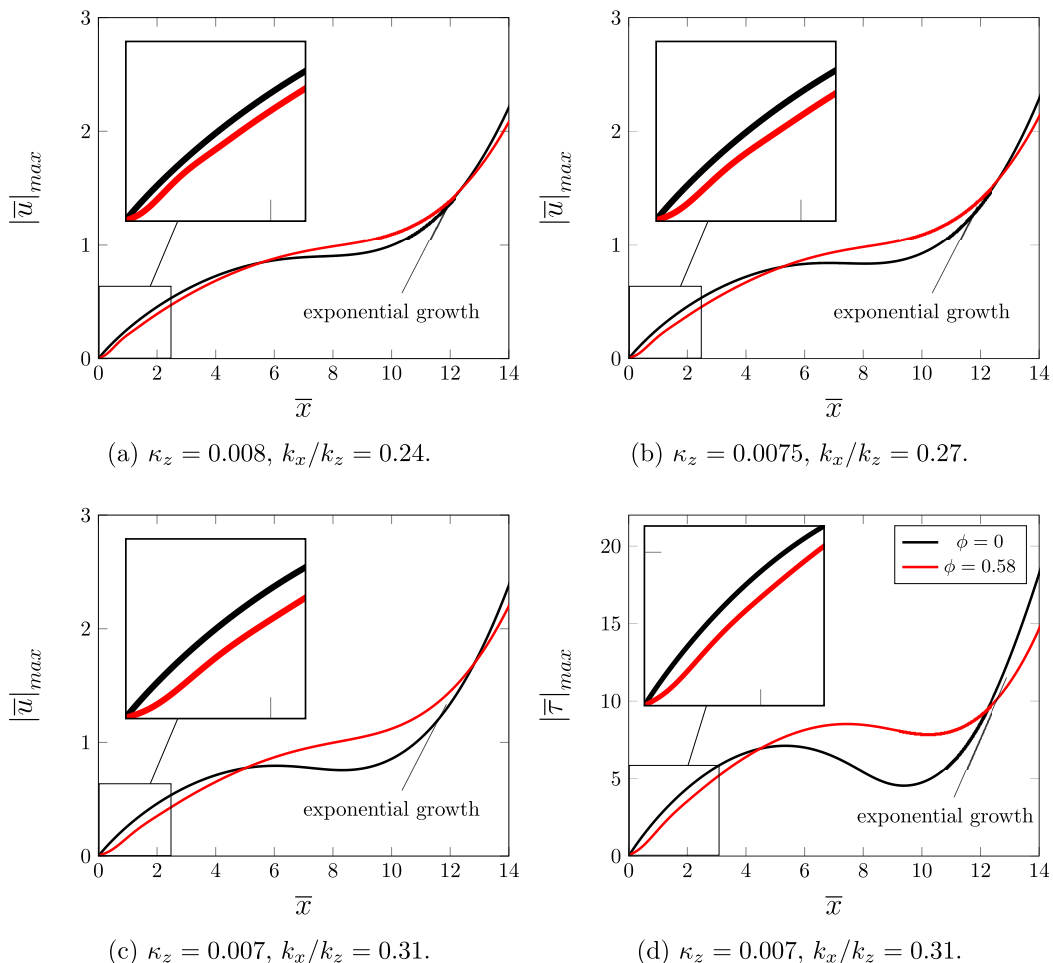 3
2
1
0
|u̅|max
0 2 4 6 8 10 12 14
x̅
exponential growth
(a) κz = 0.008, kx/kz = 0.24.
3
2
1
0
|u̅|max
0 2 4 6 8 10 12 14
x̅
exponential growth
(b) κz = 0.0075, kx/kz = 0.27.
3
2
1
0
|u̅|max
0 2 4 6 8 10 12 14
x̅
exponential growth
(c) κz = 0.007, kx/kz = 0.31.
20
15
10
5
0
|τ̅|max
ϕ = 0
ϕ = 0.58
0 2 4 6 8 10 12 14
x̅
exponential growth
(d) κz = 0.007, kx/kz = 0.31.